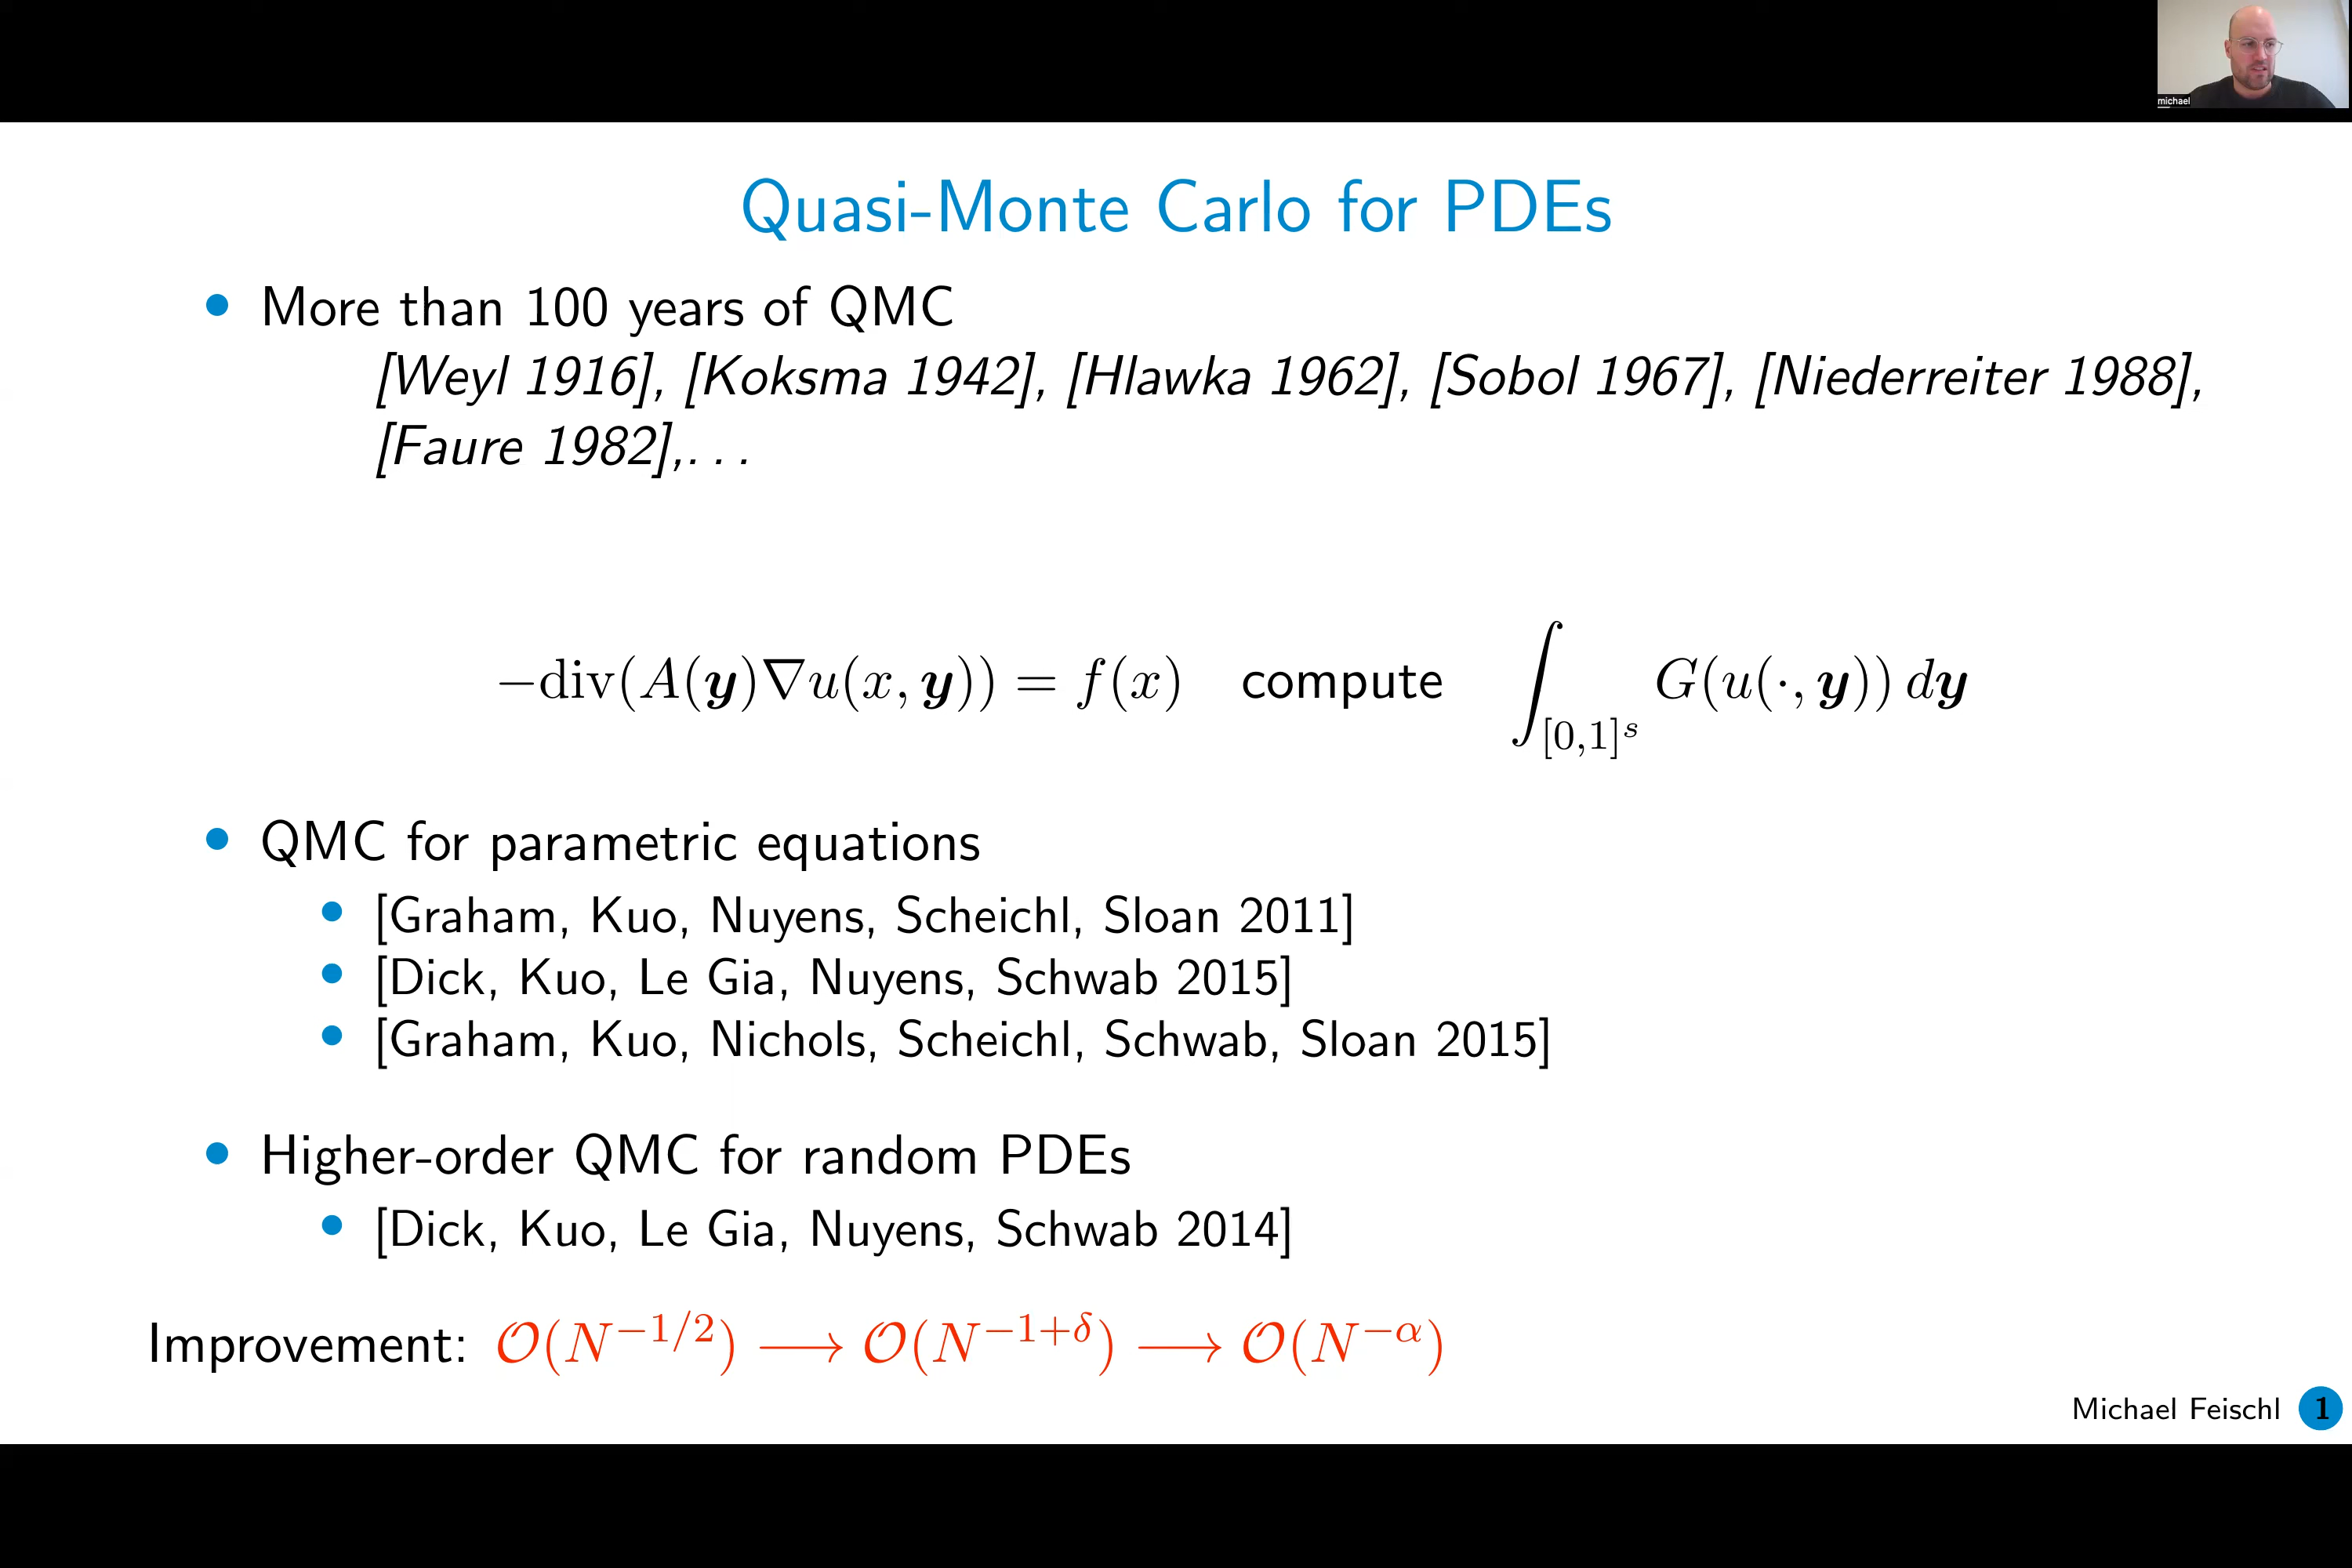 michael
Quasi-Monte Carlo for PDEs
• More than 100 years of QMC
[Weyl 1916], [Koksma 1942], [Hlawka 1962], [Sobol 1967], [Niederreiter 1988],
[Faure 1982],. . .
−div(A(𝒚)∇u(x, 𝒚)) = f(x) compute ∫_{[0,1]^s} G(u(·, 𝒚)) d𝒚
• QMC for parametric equations
• [Graham, Kuo, Nuyens, Scheichl, Sloan 2011]
• [Dick, Kuo, Le Gia, Nuyens, Schwab 2015]
• [Graham, Kuo, Nichols, Scheichl, Schwab, Sloan 2015]
• Higher-order QMC for random PDEs
• [Dick, Kuo, Le Gia, Nuyens, Schwab 2014]
Improvement: 𝒪(N^{−1/2}) ⟶ 𝒪(N^{−1+δ}) ⟶ 𝒪(N^{−α})
Michael Feischl 1